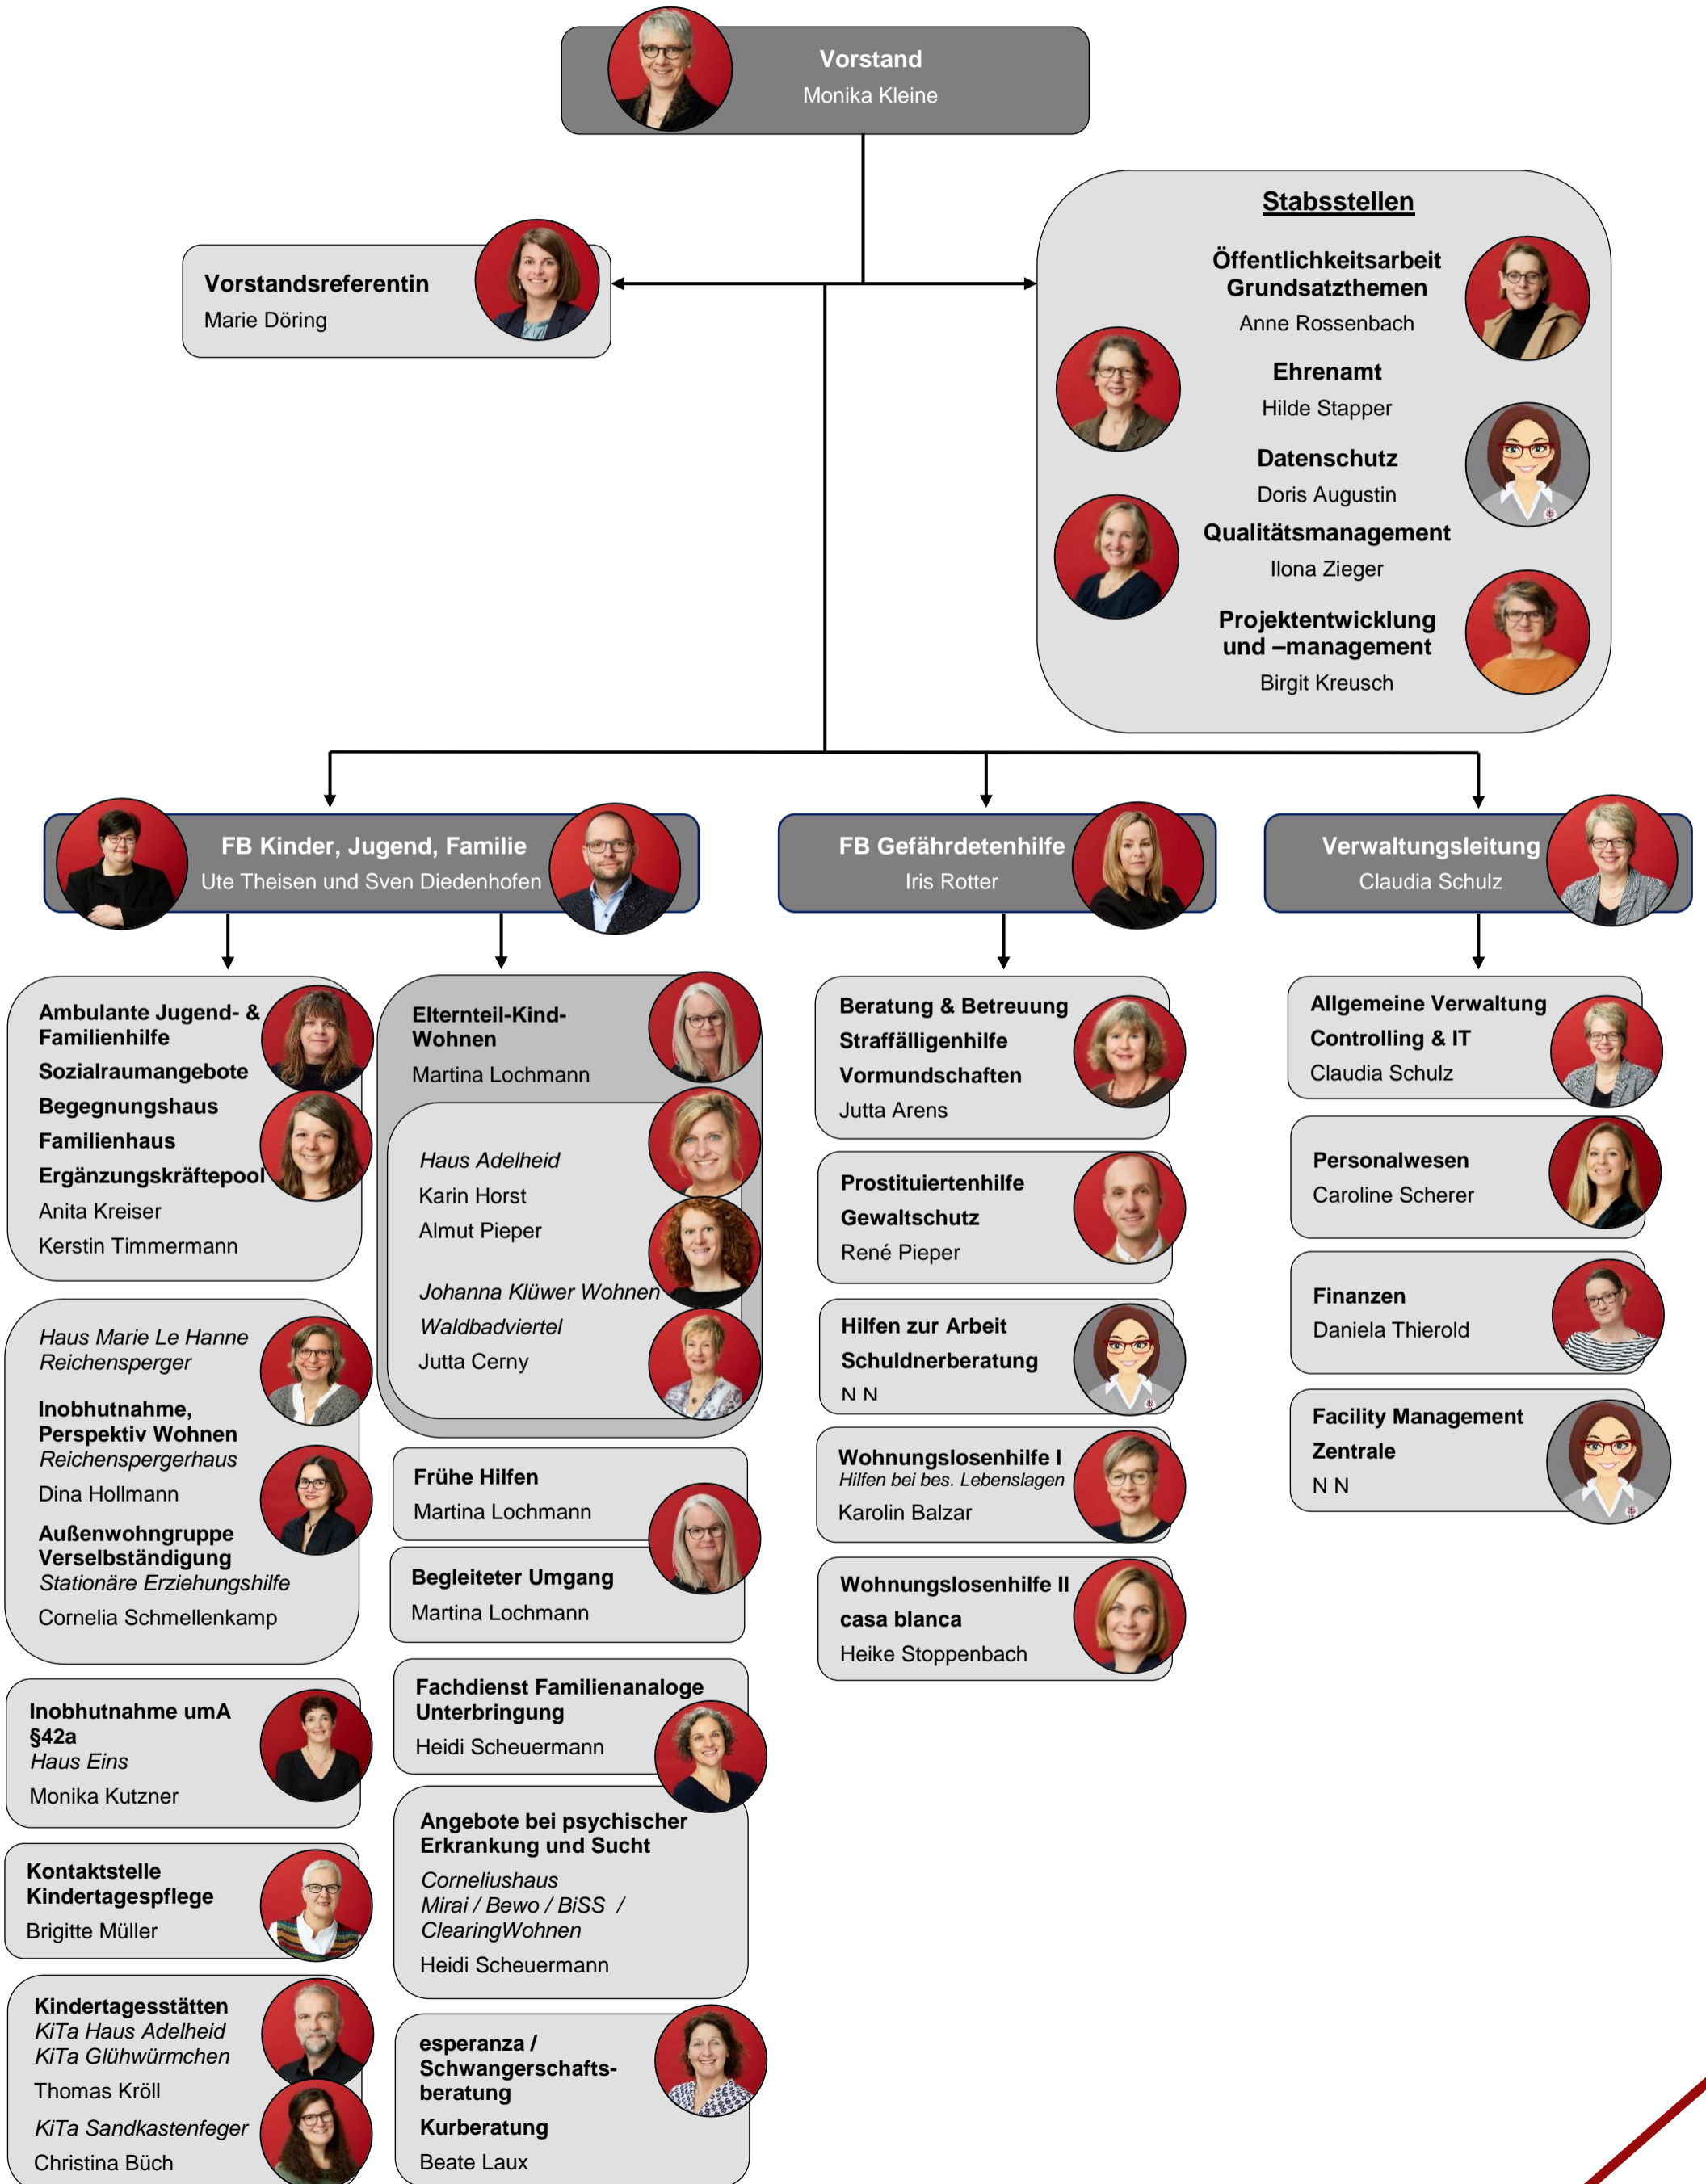 Vorstand
Monika Kleine
Vorstandsreferentin
Marie Döring
Stabsstellen
Öffentlichkeitsarbeit
Grundsatzthemen
Anne Rossenbach
Ehrenamt
Hilde Stapper
Datenschutz
Doris Augustin
Qualitätsmanagement
Ilona Zieger
Projektentwicklung
und –management
Birgit Kreusch
FB Kinder, Jugend, Familie
Ute Theisen und Sven Diedenhofen
FB Gefährdetenhilfe
Iris Rotter
Verwaltungsleitung
Claudia Schulz
Ambulante Jugend- &
Familienhilfe
Sozialraumangebote
Begegnungshaus
Familienhaus
Ergänzungskräftepool
Anita Kreiser
Kerstin Timmermann
Haus Marie Le Hanne
Reichensperger
Inobhutnahme,
Perspektiv Wohnen
Reichenspergerhaus
Dina Hollmann
Außenwohngruppe
Verselbständigung
Stationäre Erziehungshilfe
Cornelia Schmellenkamp
Inobhutnahme umA
§42a
Haus Eins
Monika Kutzner
Kontaktstelle
Kindertagespflege
Brigitte Müller
Kindertagesstätten
KiTa Haus Adelheid
KiTa Glühwürmchen
Thomas Kröll
KiTa Sandkastenfeger
Christina Büch
Elternteil-Kind-
Wohnen
Martina Lochmann
Haus Adelheid
Karin Horst
Almut Pieper
Johanna Klüwer Wohnen
Waldbadviertel
Jutta Cerny
Frühe Hilfen
Martina Lochmann
Begleiteter Umgang
Martina Lochmann
Fachdienst Familienanaloge
Unterbringung
Heidi Scheuermann
Angebote bei psychischer
Erkrankung und Sucht
Corneliushaus
Mirai / Bewo / BiSS /
ClearingWohnen
Heidi Scheuermann
esperanza /
Schwangerschafts-
beratung
Kurberatung
Beate Laux
Beratung & Betreuung
Straffälligenhilfe
Vormundschaften
Jutta Arens
Prostituiertenhilfe
Gewaltschutz
René Pieper
Hilfen zur Arbeit
Schuldnerberatung
N N
Wohnungslosenhilfe I
Hilfen bei bes. Lebenslagen
Karolin Balzar
Wohnungslosenhilfe II
casa blanca
Heike Stoppenbach
Allgemeine Verwaltung
Controlling & IT
Claudia Schulz
Personalwesen
Caroline Scherer
Finanzen
Daniela Thierold
Facility Management
Zentrale
N N